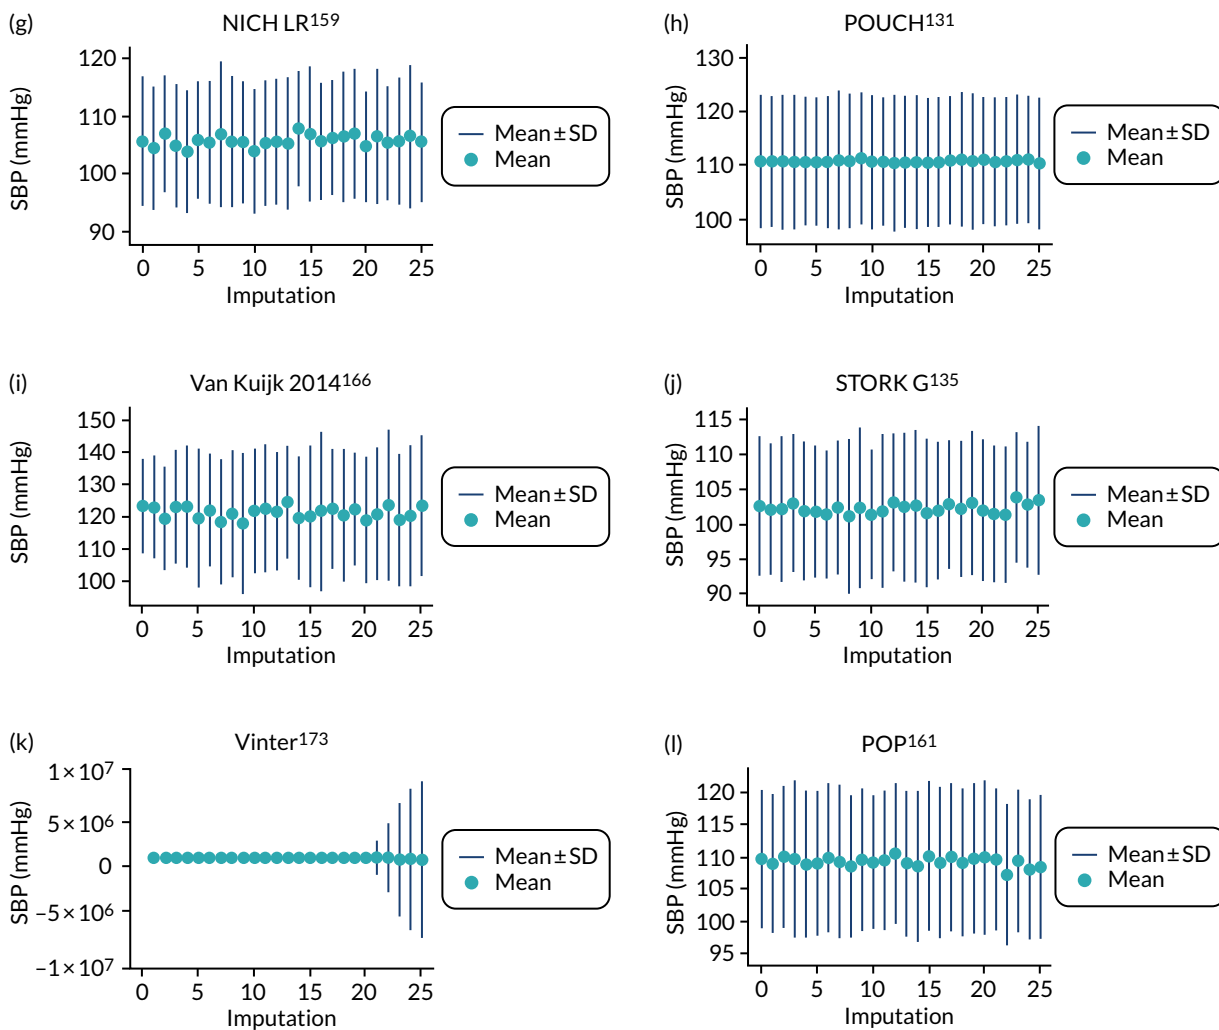 (g)
NICH LR159
120
110
100
90
SBP (mmHg)
0 5 10 15 20 25
Imputation
Mean ± SD
Mean
(h)
POUCH131
130
120
110
100
SBP (mmHg)
0 5 10 15 20 25
Imputation
Mean ± SD
Mean
(i)
Van Kuijk 2014166
150
140
130
120
110
100
SBP (mmHg)
0 5 10 15 20 25
Imputation
Mean ± SD
Mean
(j)
STORK G135
115
110
105
100
95
90
SBP (mmHg)
0 5 10 15 20 25
Imputation
Mean ± SD
Mean
(k)
Vinter173
1 × 10⁷
5 × 10⁶
0
–5 × 10⁶
–1 × 10⁷
SBP (mmHg)
0 5 10 15 20 25
Imputation
Mean ± SD
Mean
(l)
POP161
120
115
110
105
100
95
SBP (mmHg)
0 5 10 15 20 25
Imputation
Mean ± SD
Mean